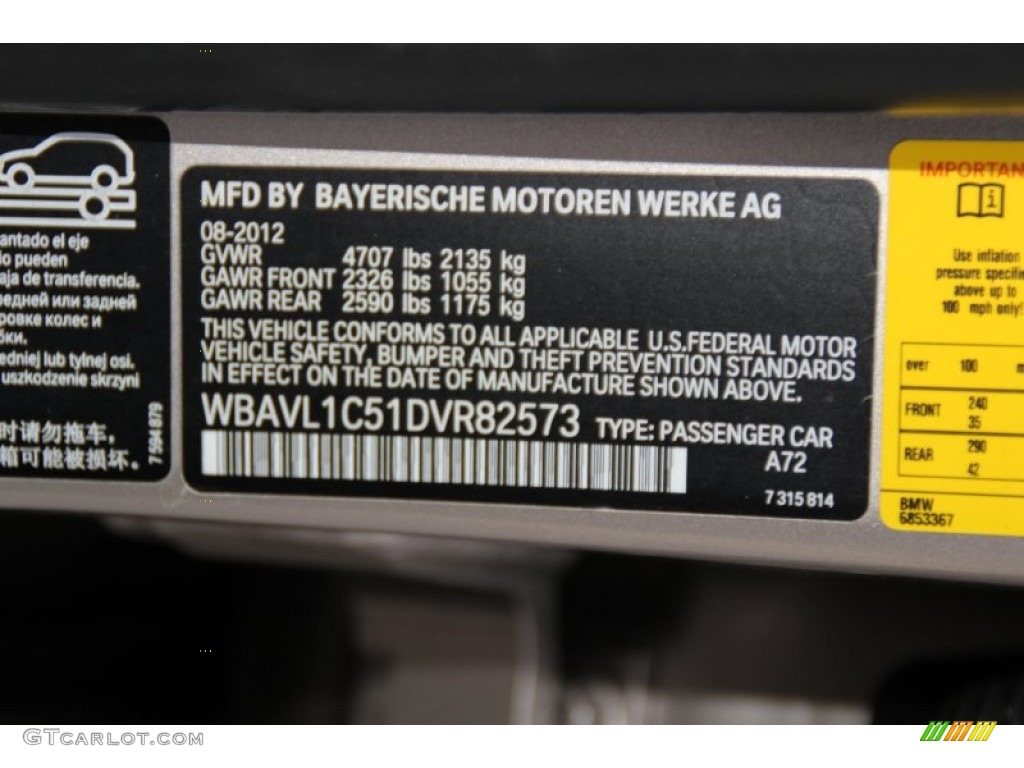 antado el eje
lo pueden
aja de transferencia.
редней или задней
ровке колес и
бки.
edniej lub tylnej osi.
uszkodzenie skrzyni
时请勿拖车,
箱可能被损坏.
7594879
MFD BY BAYERISCHE MOTOREN WERKE AG
08-2012
GVWR 4707 lbs 2135 kg
GAWR FRONT 2326 lbs 1055 kg
GAWR REAR 2590 lbs 1175 kg
THIS VEHICLE CONFORMS TO ALL APPLICABLE U.S.FEDERAL MOTOR
VEHICLE SAFETY, BUMPER AND THEFT PREVENTION STANDARDS
IN EFFECT ON THE DATE OF MANUFACTURE SHOWN ABOVE.
WBAVL1C51DVR82573 TYPE: PASSENGER CAR
A72
7 315 814
IMPORTAN
Use inflation
pressure specifie
above up to
100 mph only!
over 100 m
FRONT 240
35
REAR 290
42
BMW
6853367
GTCARLOT.COM